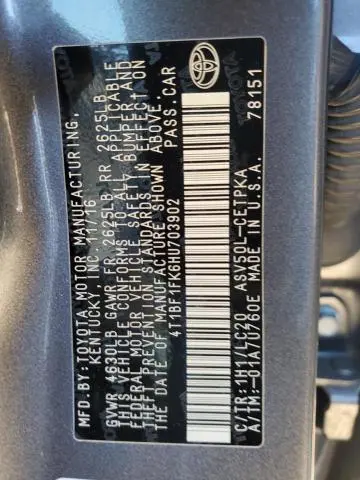 MFD.BY:TOYOTA MOTOR MANUFACTURING,
KENTUCKY, INC. 11/16
GVWR 4630LB GAWR FR 2625LB RR 2625LB
THIS VEHICLE CONFORMS TO ALL APPLICABLE
FEDERAL MOTOR VEHICLE SAFETY, BUMPER AND
THEFT PREVENTION STANDARDS IN EFFECT ON
THE DATE OF MANUFACTURE SHOWN ABOVE.
4T1BF1FK6HU703902 PASS.CAR
TOYOTA
C/TR:1H1/LC20 ASV50L-CETPKA
A/TM:-01A/U760E MADE IN U.S.A. 78151